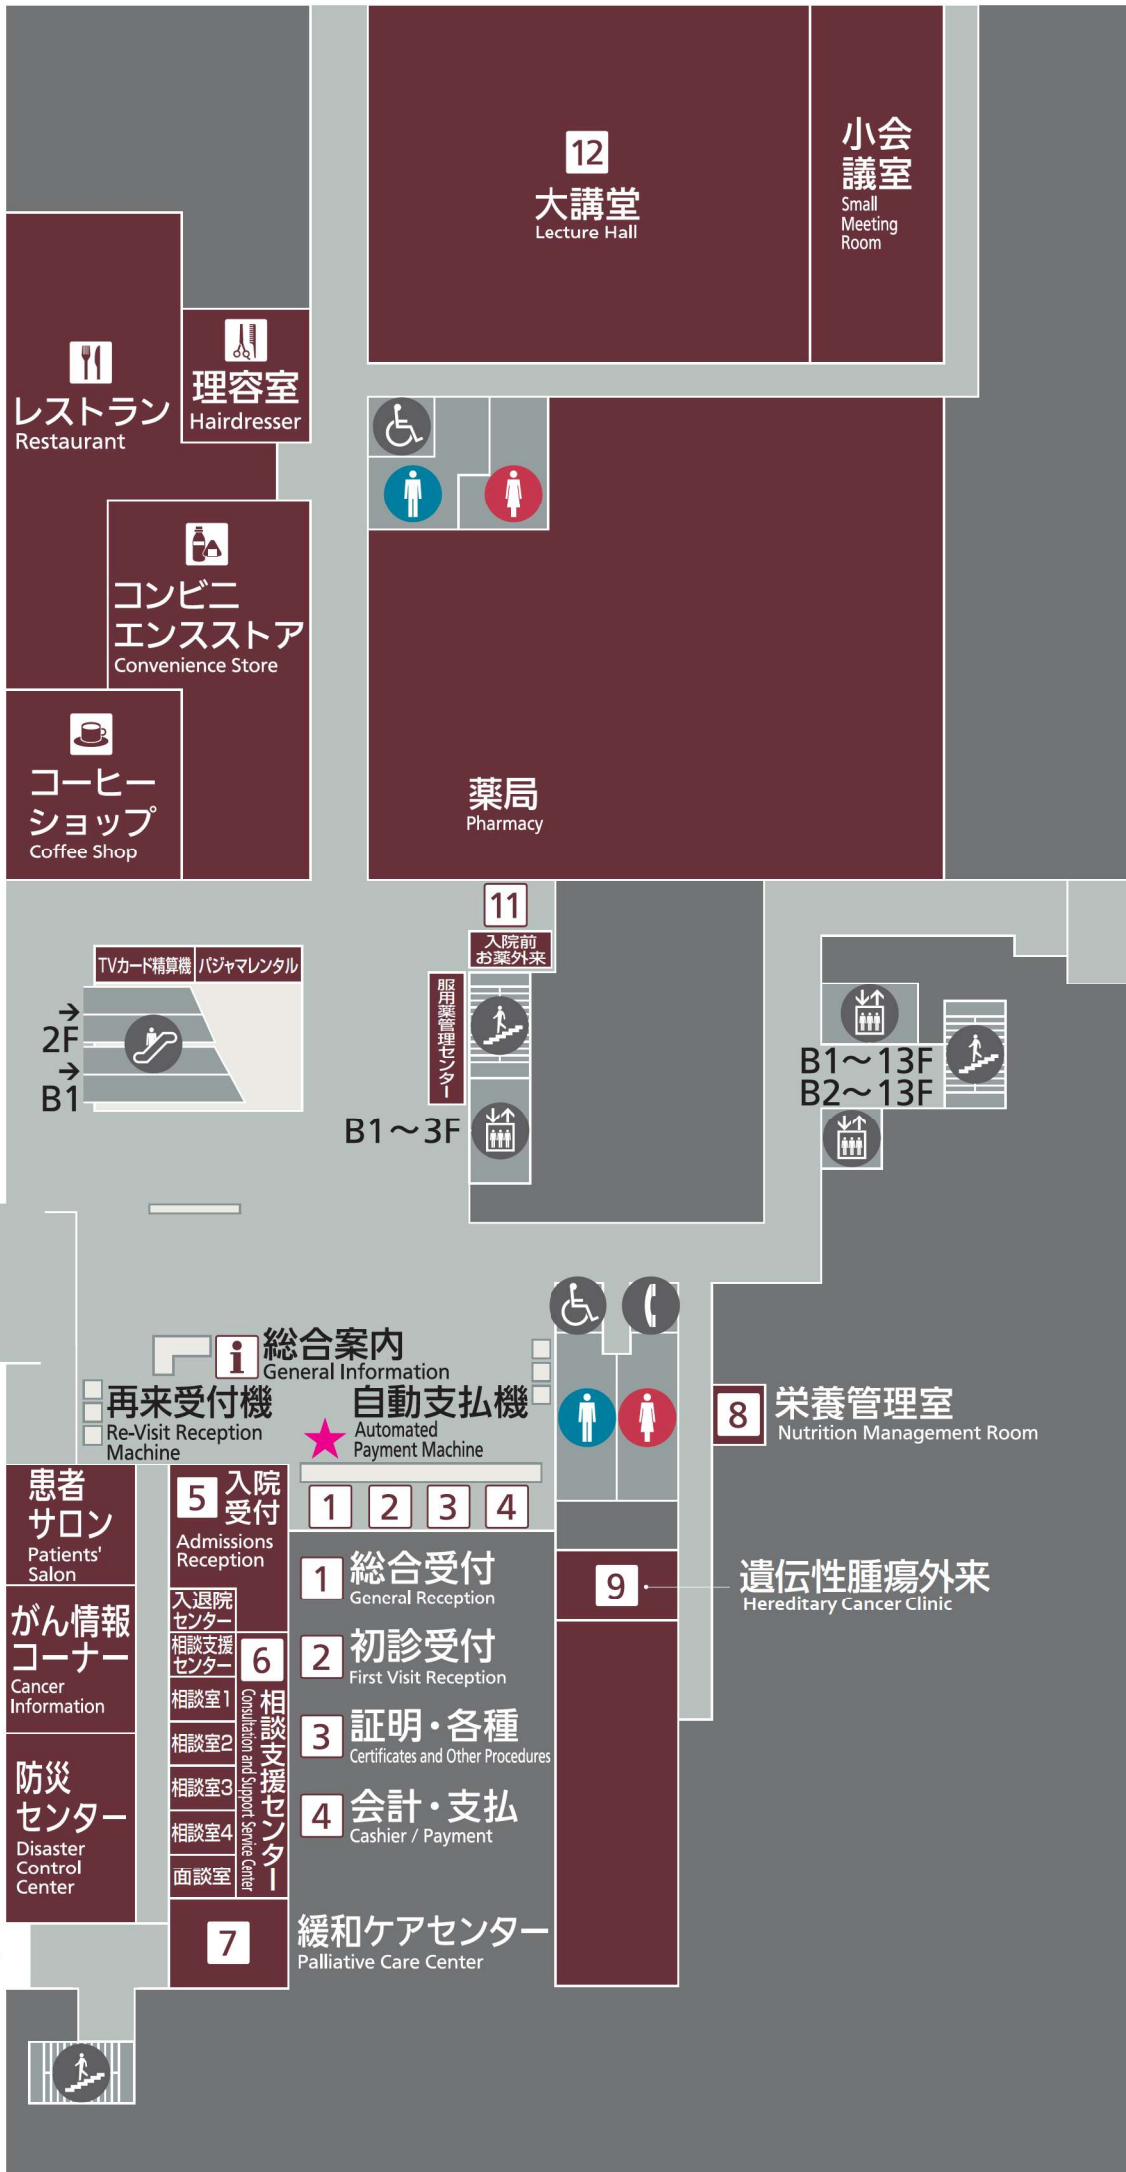 12
大講堂
Lecture Hall
小会
議室
Small
Meeting
Room
レストラン
Restaurant
理容室
Hairdresser
コンビニ
エンスストア
Convenience Store
コーヒー
ショップ
Coffee Shop
薬局
Pharmacy
11
入院前
お薬外来
服用薬管理センター
TVカード精算機
パジャマレンタル
→
2F
→
B1
B1〜3F
B1〜13F
B2〜13F
i
総合案内
General Information
再来受付機
Re-Visit Reception
Machine
自動支払機
Automated
Payment Machine
1
2
3
4
8
栄養管理室
Nutrition Management Room
患者
サロン
Patients'
Salon
がん情報
コーナー
Cancer
Information
防災
センター
Disaster
Control
Center
5
入院
受付
Admissions
Reception
入退院
センター
相談支援
センター
相談室1
相談室2
相談室3
相談室4
面談室
6
相談支援センター
Consultation and Support Service Center
1
総合受付
General Reception
2
初診受付
First Visit Reception
3
証明・各種
Certificates and Other Procedures
4
会計・支払
Cashier / Payment
9
遺伝性腫瘍外来
Hereditary Cancer Clinic
7
緩和ケアセンター
Palliative Care Center